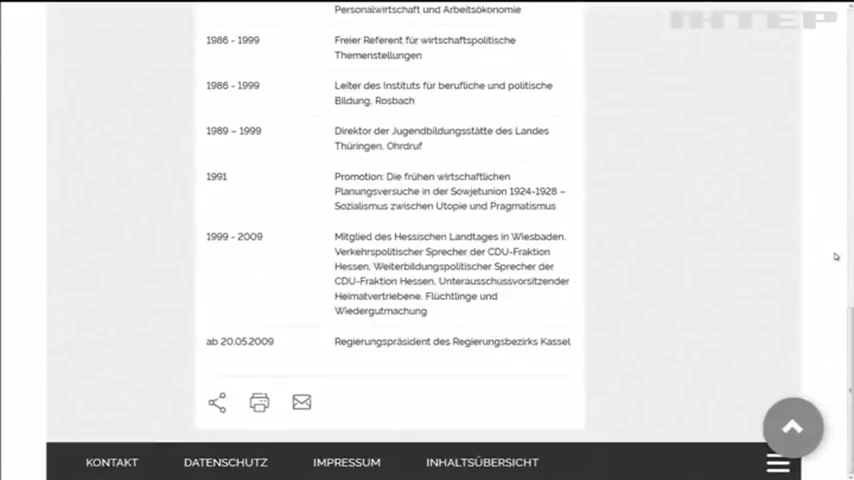 ІНТЕР
Personalwirtschaft und Arbeitsökonomie
1986 - 1999 Freier Referent für wirtschaftspolitische
Themenstellungen
1986 - 1999 Leiter des Instituts für berufliche und politische
Bildung, Rosbach
1989 – 1999 Direktor der Jugendbildungsstätte des Landes
Thüringen, Ohrdruf
1991 Promotion: Die frühen wirtschaftlichen
Planungsversuche in der Sowjetunion 1924-1928 –
Sozialismus zwischen Utopie und Pragmatismus
1999 - 2009 Mitglied des Hessischen Landtages in Wiesbaden.
Verkehrspolitischer Sprecher der CDU-Fraktion
Hessen, Weiterbildungspolitischer Sprecher der
CDU-Fraktion Hessen, Unterausschussvorsitzender
Heimatvertriebene, Flüchtlinge und
Wiedergutmachung
ab 20.05.2009 Regierungspräsident des Regierungsbezirks Kassel
KONTAKT DATENSCHUTZ IMPRESSUM INHALTSÜBERSICHT